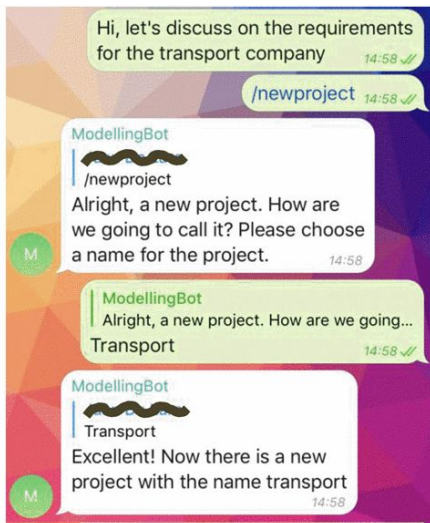 Hi, let's discuss on the requirements
for the transport company
14:58
/newproject 14:58
ModellingBot
/newproject
Alright, a new project. How are
we going to call it? Please choose
a name for the project.
14:58
M
ModellingBot
Alright, a new project. How are we going...
Transport
14:58
ModellingBot
Transport
Excellent! Now there is a new
project with the name transport
14:58
M